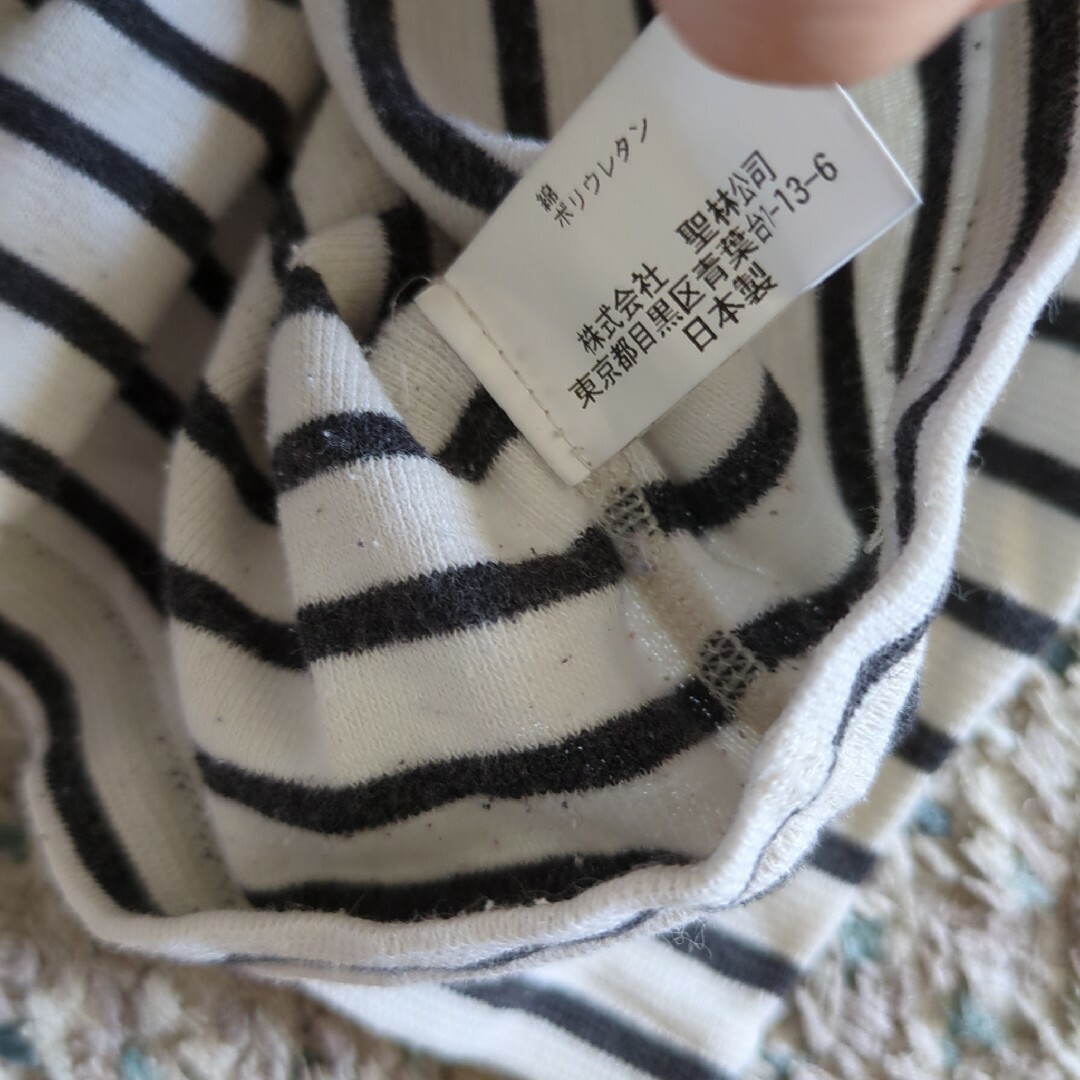 綿
ポリウレタン
株式会社 聖林公司
東京都目黒区青葉台1-13-6
日本製